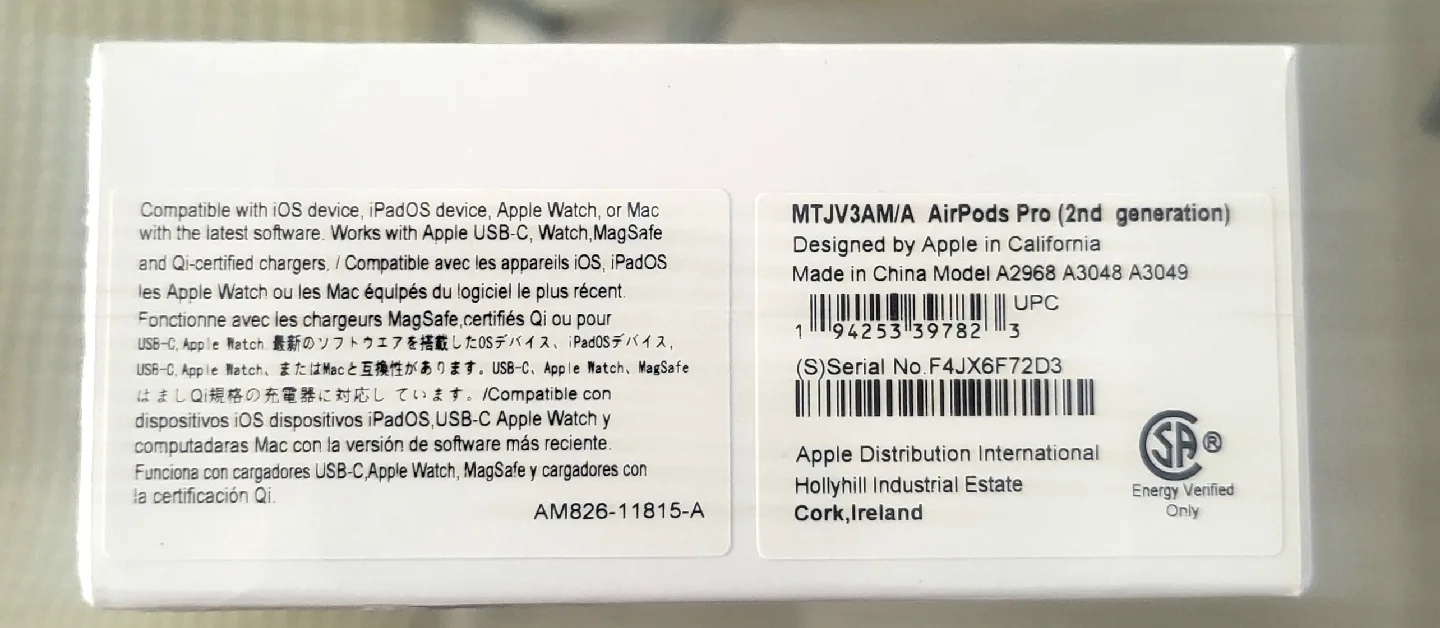 Compatible with iOS device, iPadOS device, Apple Watch, or Mac
with the latest software. Works with Apple USB-C, Watch,MagSafe
and Qi-certified chargers, / Compatible avec les appareils iOS, iPadOS
les Apple Watch ou les Mac équipés du logiciel le plus récent.
Fonctionne avec les chargeurs MagSafe,certifiés Qi ou pour
USB-C, Apple Watch 最新のソフトウエアを搭載したOSデバイス、iPadOSデバイス,
USB-C, Apple Watch、またはMacと互換性があります。USB-C、Apple Watch、MagSafe
はましQi規格の充電器に対応し ています。/Compatible con
dispositivos iOS dispositivos iPadOS,USB-C Apple Watch y
computadaras Mac con la versión de software más reciente.
Funciona con cargadores USB-C,Apple Watch, MagSafe y cargadores con
la certificación Qi.
AM826-11815-A
MTJV3AM/A AirPods Pro (2nd generation)
Designed by Apple in California
Made in China Model A2968 A3048 A3049
UPC
1 94253 39782 3
(S)Serial No.F4JX6F72D3
Apple Distribution International
Hollyhill Industrial Estate
Cork,Ireland
SA ®
Energy Verified
Only